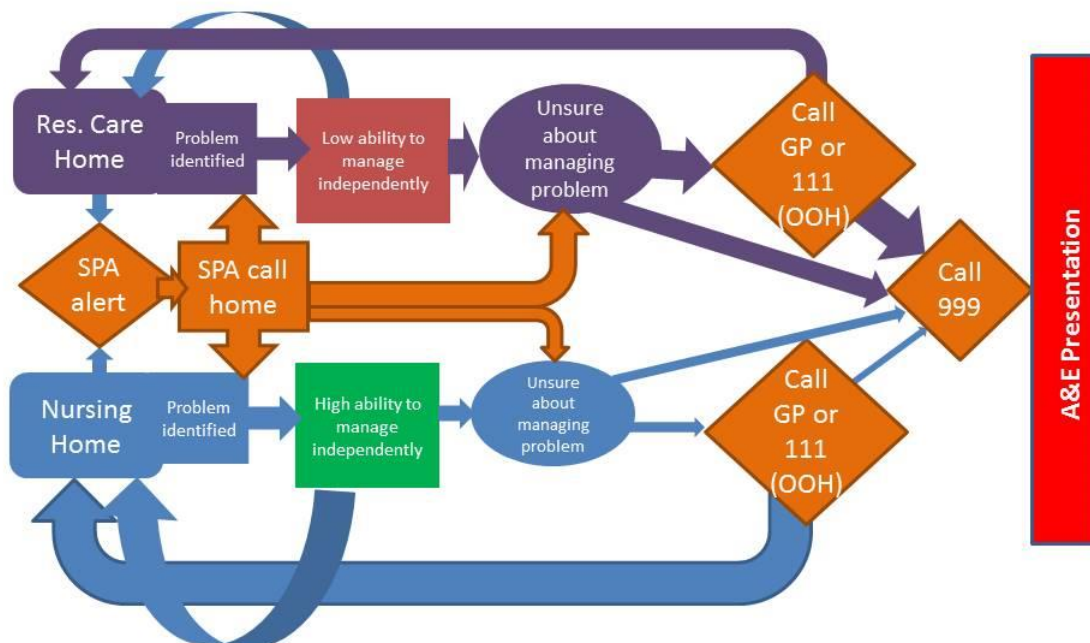 Res. Care
Home
Problem
identified
Low ability to
manage
independently
Unsure
about
managing
problem
Call
GP or
111
(OOH)
SPA
alert
SPA call
home
Call
999
A&E Presentation
Nursing
Home
Problem
identified
High ability to
manage
independently
Unsure
about
managing
problem
Call
GP or
111
(OOH)